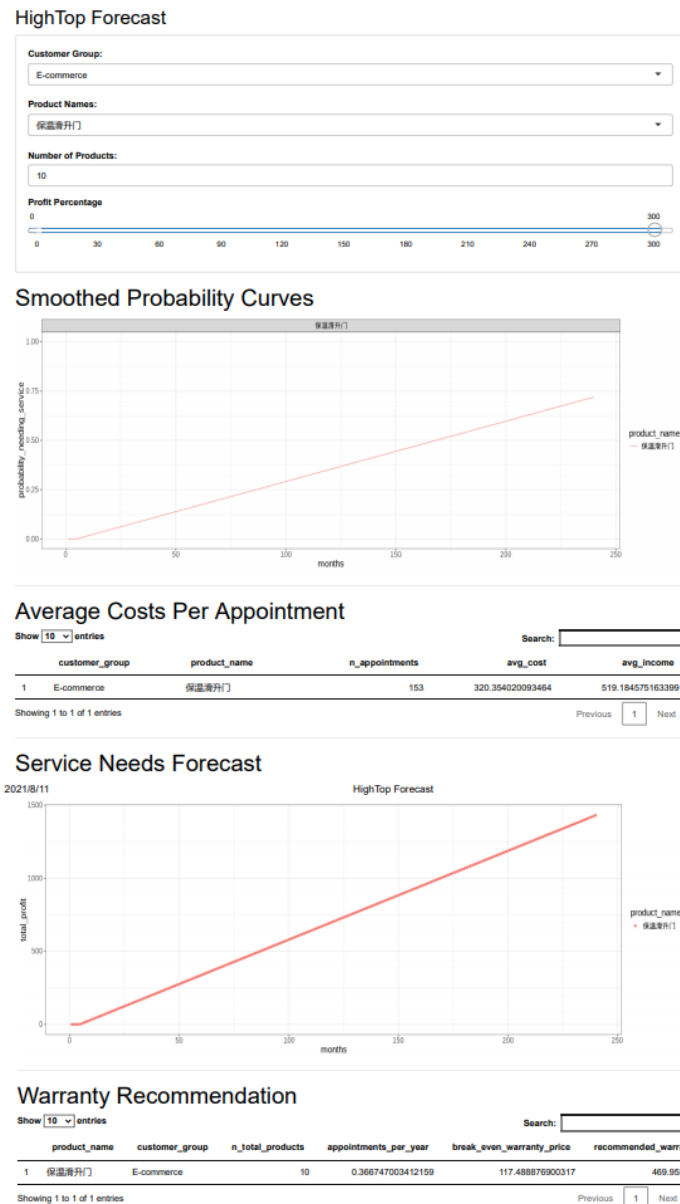 HighTop Forecast
Customer Group:
E-commerce
Product Names:
保温滑升门
Number of Products:
10
Profit Percentage
0 300
0 30 60 90 120 150 180 210 240 270 300
Smoothed Probability Curves
保温滑升门
1.00
0.75
0.50
0.25
0.00
probability_needing_service
0 50 100 150 200 250
months
product_name
保温滑升门
Average Costs Per Appointment
Show 10 entries Search:
customer_group product_name n_appointments avg_cost avg_income
1 E-commerce 保温滑升门 153 320.354020093464 519.184575163399
Showing 1 to 1 of 1 entries Previous 1 Next
Service Needs Forecast
2021/8/11 HighTop Forecast
1500
1000
500
0
total_profit
0 50 100 150 200 250
months
product_name
保温滑升门
Warranty Recommendation
Show 10 entries Search:
product_name customer_group n_total_products appointments_per_year break_even_warranty_price recommended_warr
1 保温滑升门 E-commerce 10 0.366747003412159 117.488876900317 469.95
Showing 1 to 1 of 1 entries Previous 1 Next